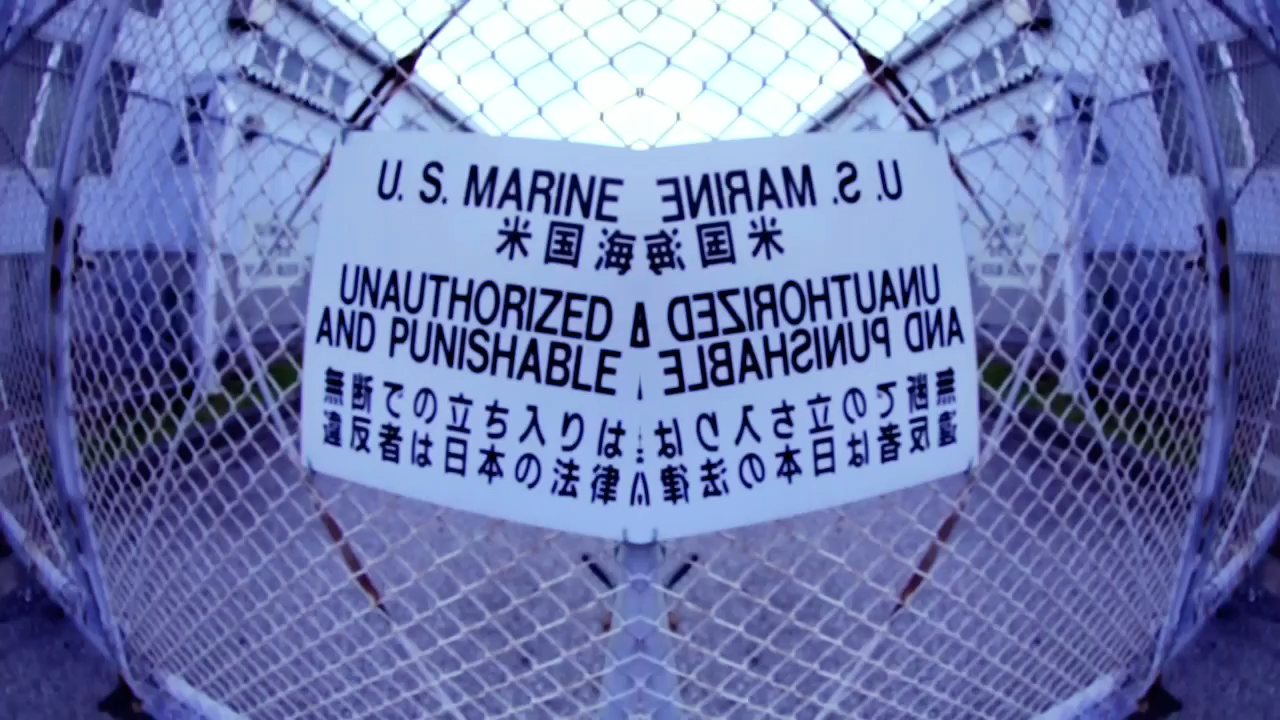 U. S. MARINE
米国海
UNAUTHORIZED
AND PUNISHABLE
無断での立ち入りは
違反者は日本の法律